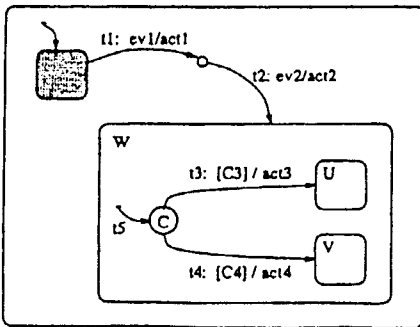 t1: ev1/act1
t2: ev2/act2
W
t3: [C3] / act3
U
t5
C
V
t4: [C4] / act4